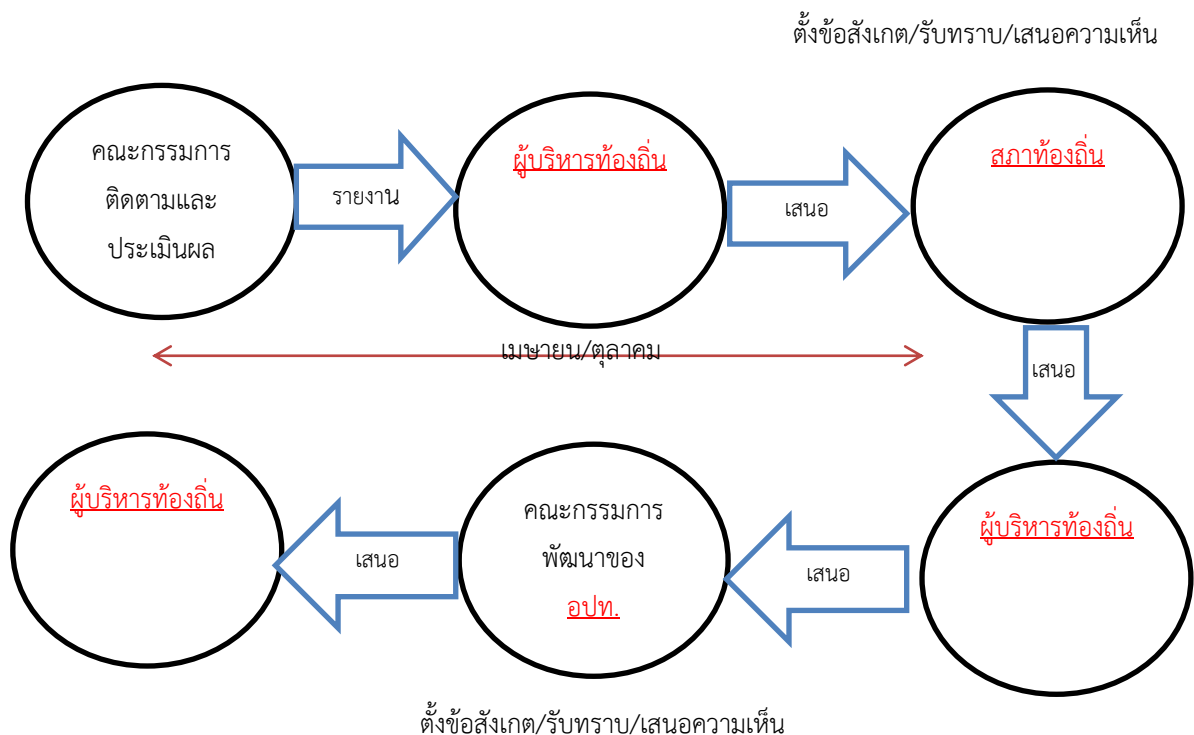 ตั้งข้อสังเกต/รับทราบ/เสนอความเห็น
คณะกรรมการ
ติดตามและ
ประเมินผล
รายงาน
ผู้บริหารท้องถิ่น
เสนอ
สภาท้องถิ่น
เมษายน/ตุลาคม
เสนอ
ผู้บริหารท้องถิ่น
เสนอ
คณะกรรมการ
พัฒนาของ
อปท.
เสนอ
ผู้บริหารท้องถิ่น
ตั้งข้อสังเกต/รับทราบ/เสนอความเห็น